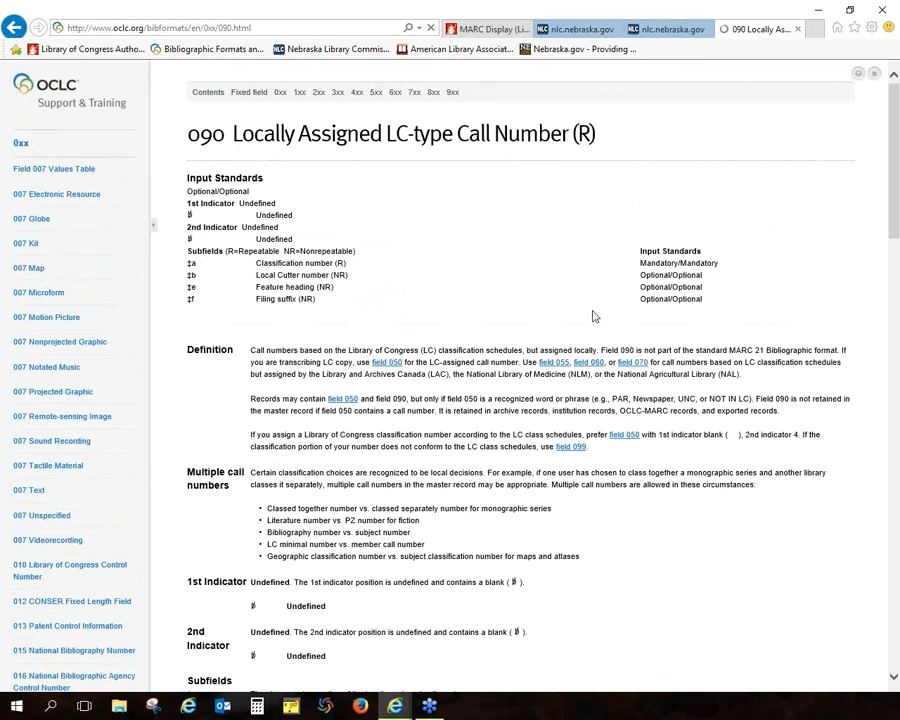 http://www.oclc.org/bibformats/en/0xx/090.html
MARC Display (Li...
nlc.nebraska.gov
nlc.nebraska.gov
090 Locally As...
Library of Congress Autho...
Bibliographic Formats an...
Nebraska Library Commis...
American Library Associat...
Nebraska.gov - Providing ...
OCLC
Support & Training
Contents Fixed field 0xx 1xx 2xx 3xx 4xx 5xx 6xx 7xx 8xx 9xx
0xx
Field 007 Values Table
007 Electronic Resource
007 Globe
007 Kit
007 Map
007 Microform
007 Motion Picture
007 Nonprojected Graphic
007 Notated Music
007 Projected Graphic
007 Remote-sensing Image
007 Sound Recording
007 Tactile Material
007 Text
007 Unspecified
007 Videorecording
010 Library of Congress Control
Number
012 CONSER Fixed Length Field
013 Patent Control Information
015 National Bibliography Number
016 National Bibliographic Agency
Control Number
090 Locally Assigned LC-type Call Number (R)
Input Standards
Optional/Optional
1st Indicator Undefined
ƀ Undefined
2nd Indicator Undefined
ƀ Undefined
Subfields (R=Repeatable NR=Nonrepeatable) Input Standards
‡a Classification number (R) Mandatory/Mandatory
‡b Local Cutter number (NR) Optional/Optional
‡e Feature heading (NR) Optional/Optional
‡f Filing suffix (NR) Optional/Optional
Definition Call numbers based on the Library of Congress (LC) classification schedules, but assigned locally. Field 090 is not part of the standard MARC 21 Bibliographic format. If
you are transcribing LC copy, use field 050 for the LC-assigned call number. Use field 055, field 060, or field 070 for call numbers based on LC classification schedules
but assigned by the Library and Archives Canada (LAC), the National Library of Medicine (NLM), or the National Agricultural Library (NAL).
Records may contain field 050 and field 090, but only if field 050 is a recognized word or phrase (e.g., PAR, Newspaper, UNC, or NOT IN LC). Field 090 is not retained in
the master record if field 050 contains a call number. It is retained in archive records, institution records, OCLC-MARC records, and exported records.
If you assign a Library of Congress classification number according to the LC class schedules, prefer field 050 with 1st indicator blank ( ), 2nd indicator 4. If the
classification portion of your number does not conform to the LC class schedules, use field 099.
Multiple call
numbers
Certain classification choices are recognized to be local decisions. For example, if one user has chosen to class together a monographic series and another library
classes it separately, multiple call numbers in the master record may be appropriate. Multiple call numbers are allowed in these circumstances:
• Classed together number vs. classed separately number for monographic series
• Literature number vs. PZ number for fiction
• Bibliography number vs. subject number
• LC minimal number vs. member call number
• Geographic classification number vs. subject classification number for maps and atlases
1st Indicator Undefined. The 1st indicator position is undefined and contains a blank ( ƀ ).
ƀ Undefined
2nd
Indicator
Undefined. The 2nd indicator position is undefined and contains a blank ( ƀ ).
ƀ Undefined
Subfields